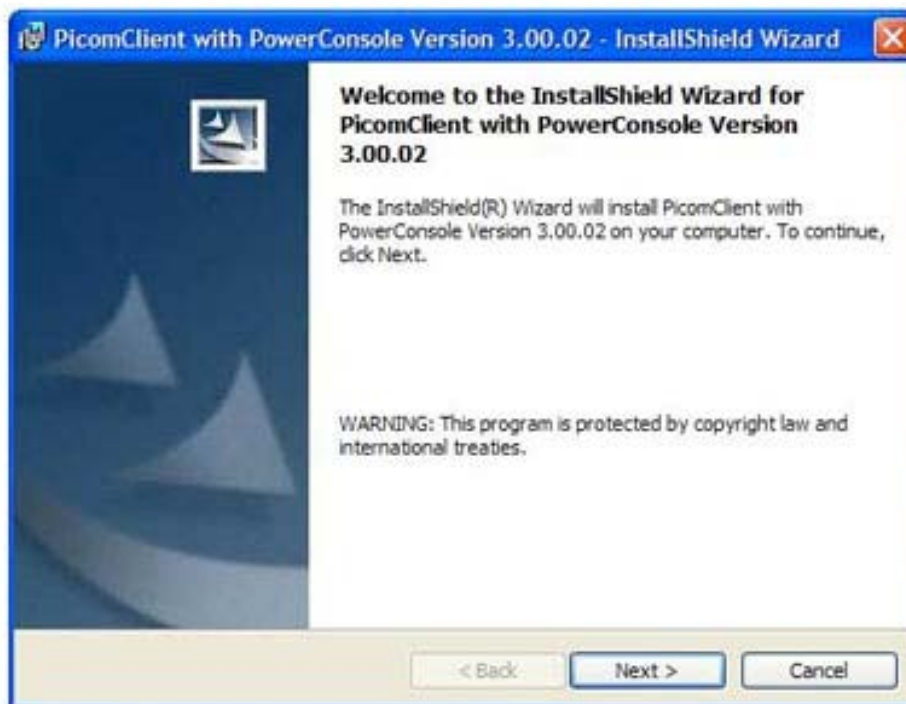 PicomClient with PowerConsole Version 3.00.02 - InstallShield Wizard
Welcome to the InstallShield Wizard for
PicomClient with PowerConsole Version
3.00.02
The InstallShield(R) Wizard will install PicomClient with
PowerConsole Version 3.00.02 on your computer. To continue,
click Next.
WARNING: This program is protected by copyright law and
international treaties.
< Back
Next >
Cancel